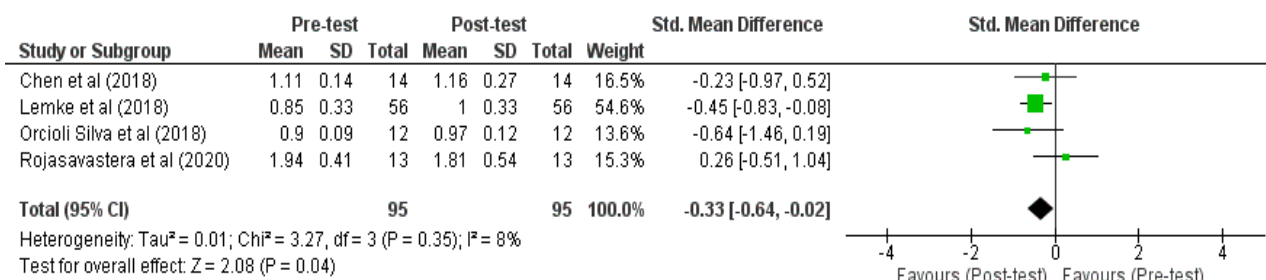 Pre-test Post-test Std. Mean Difference Std. Mean Difference
Study or Subgroup Mean SD Total Mean SD Total Weight
Chen et al (2018) 1.11 0.14 14 1.16 0.27 14 16.5% -0.23 [-0.97, 0.52]
Lemke et al (2018) 0.85 0.33 56 1 0.33 56 54.6% -0.45 [-0.83, -0.08]
Orcioli Silva et al (2018) 0.9 0.09 12 0.97 0.12 12 13.6% -0.64 [-1.46, 0.19]
Rojasavastera et al (2020) 1.94 0.41 13 1.81 0.54 13 15.3% 0.26 [-0.51, 1.04]
Total (95% CI) 95 95 100.0% -0.33 [-0.64, -0.02]
Heterogeneity: Tau² = 0.01; Chi² = 3.27, df = 3 (P = 0.35); I² = 8%
Test for overall effect: Z = 2.08 (P = 0.04)
-4 -2 0 2 4
Favours (Post-test) Favours (Pre-test)